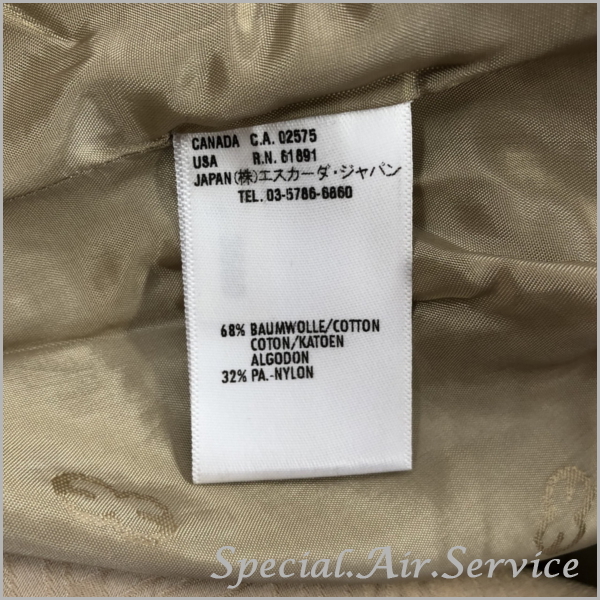 CANADA C.A. 02575
USA R.N. 61891
JAPAN (株)エスカーダ・ジャパン
TEL. 03-5786-6860
68% BAUMWOLLE/COTTON
COTON/KATOEN
ALGODON
32% PA.-NYLON
Special.Air.Service